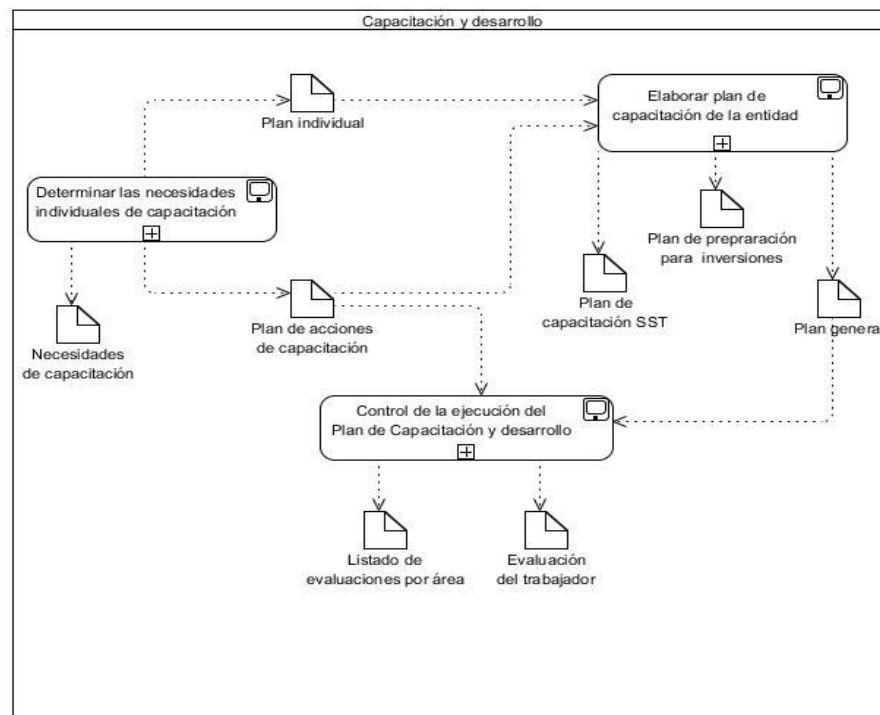 Capacitación y desarrollo
Plan individual
Elaborar plan de
capacitación de la entidad
Determinar las necesidades
individuales de capacitación
Plan de prepraración
para inversiones
Plan de
capacitación SST
Plan genera
Plan de acciones
de capacitación
Necesidades
de capacitación
Control de la ejecución del
Plan de Capacitación y desarrollo
Listado de
evaluaciones por área
Evaluación
del trabajador